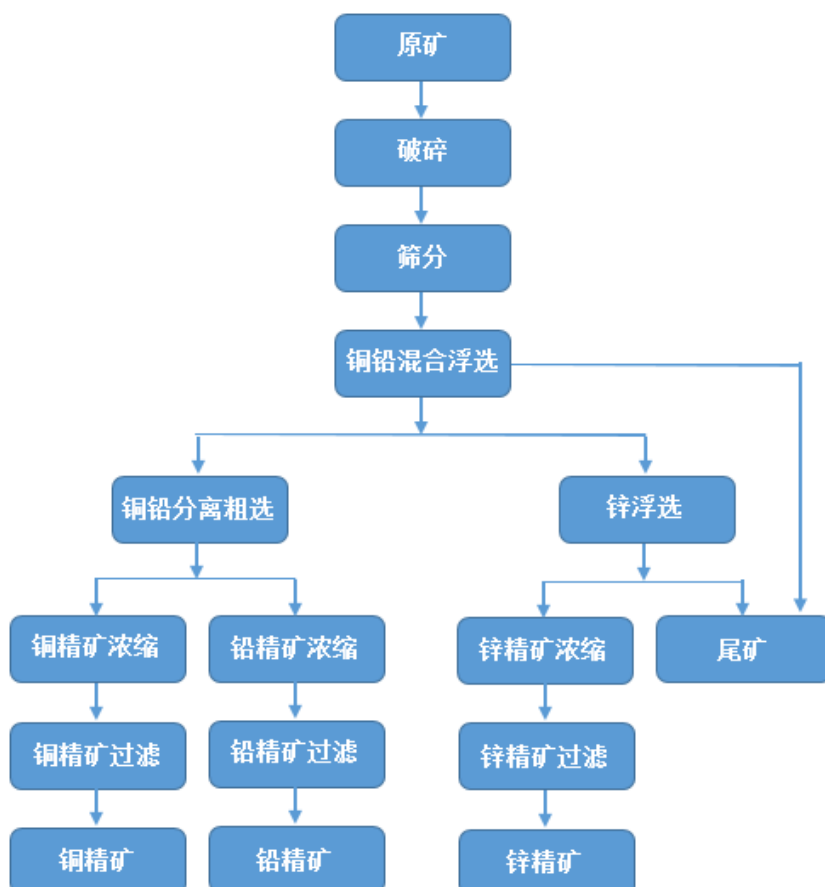 原矿
破碎
筛分
铜铅混合浮选
铜铅分离粗选
锌浮选
铜精矿浓缩
铅精矿浓缩
锌精矿浓缩
尾矿
铜精矿过滤
铅精矿过滤
锌精矿过滤
铜精矿
铅精矿
锌精矿